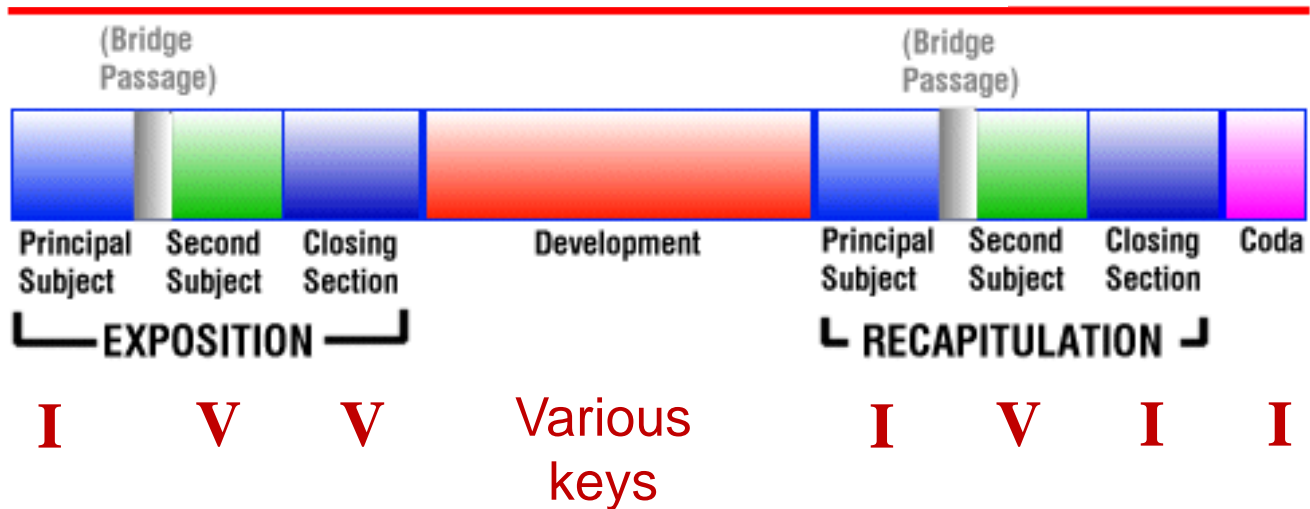 (Bridge
Passage)
(Bridge
Passage)
Principal
Subject
Second
Subject
Closing
Section
Development
Principal
Subject
Second
Subject
Closing
Section
Coda
EXPOSITION
RECAPITULATION
I
V
V
Various
keys
I
V
I
I